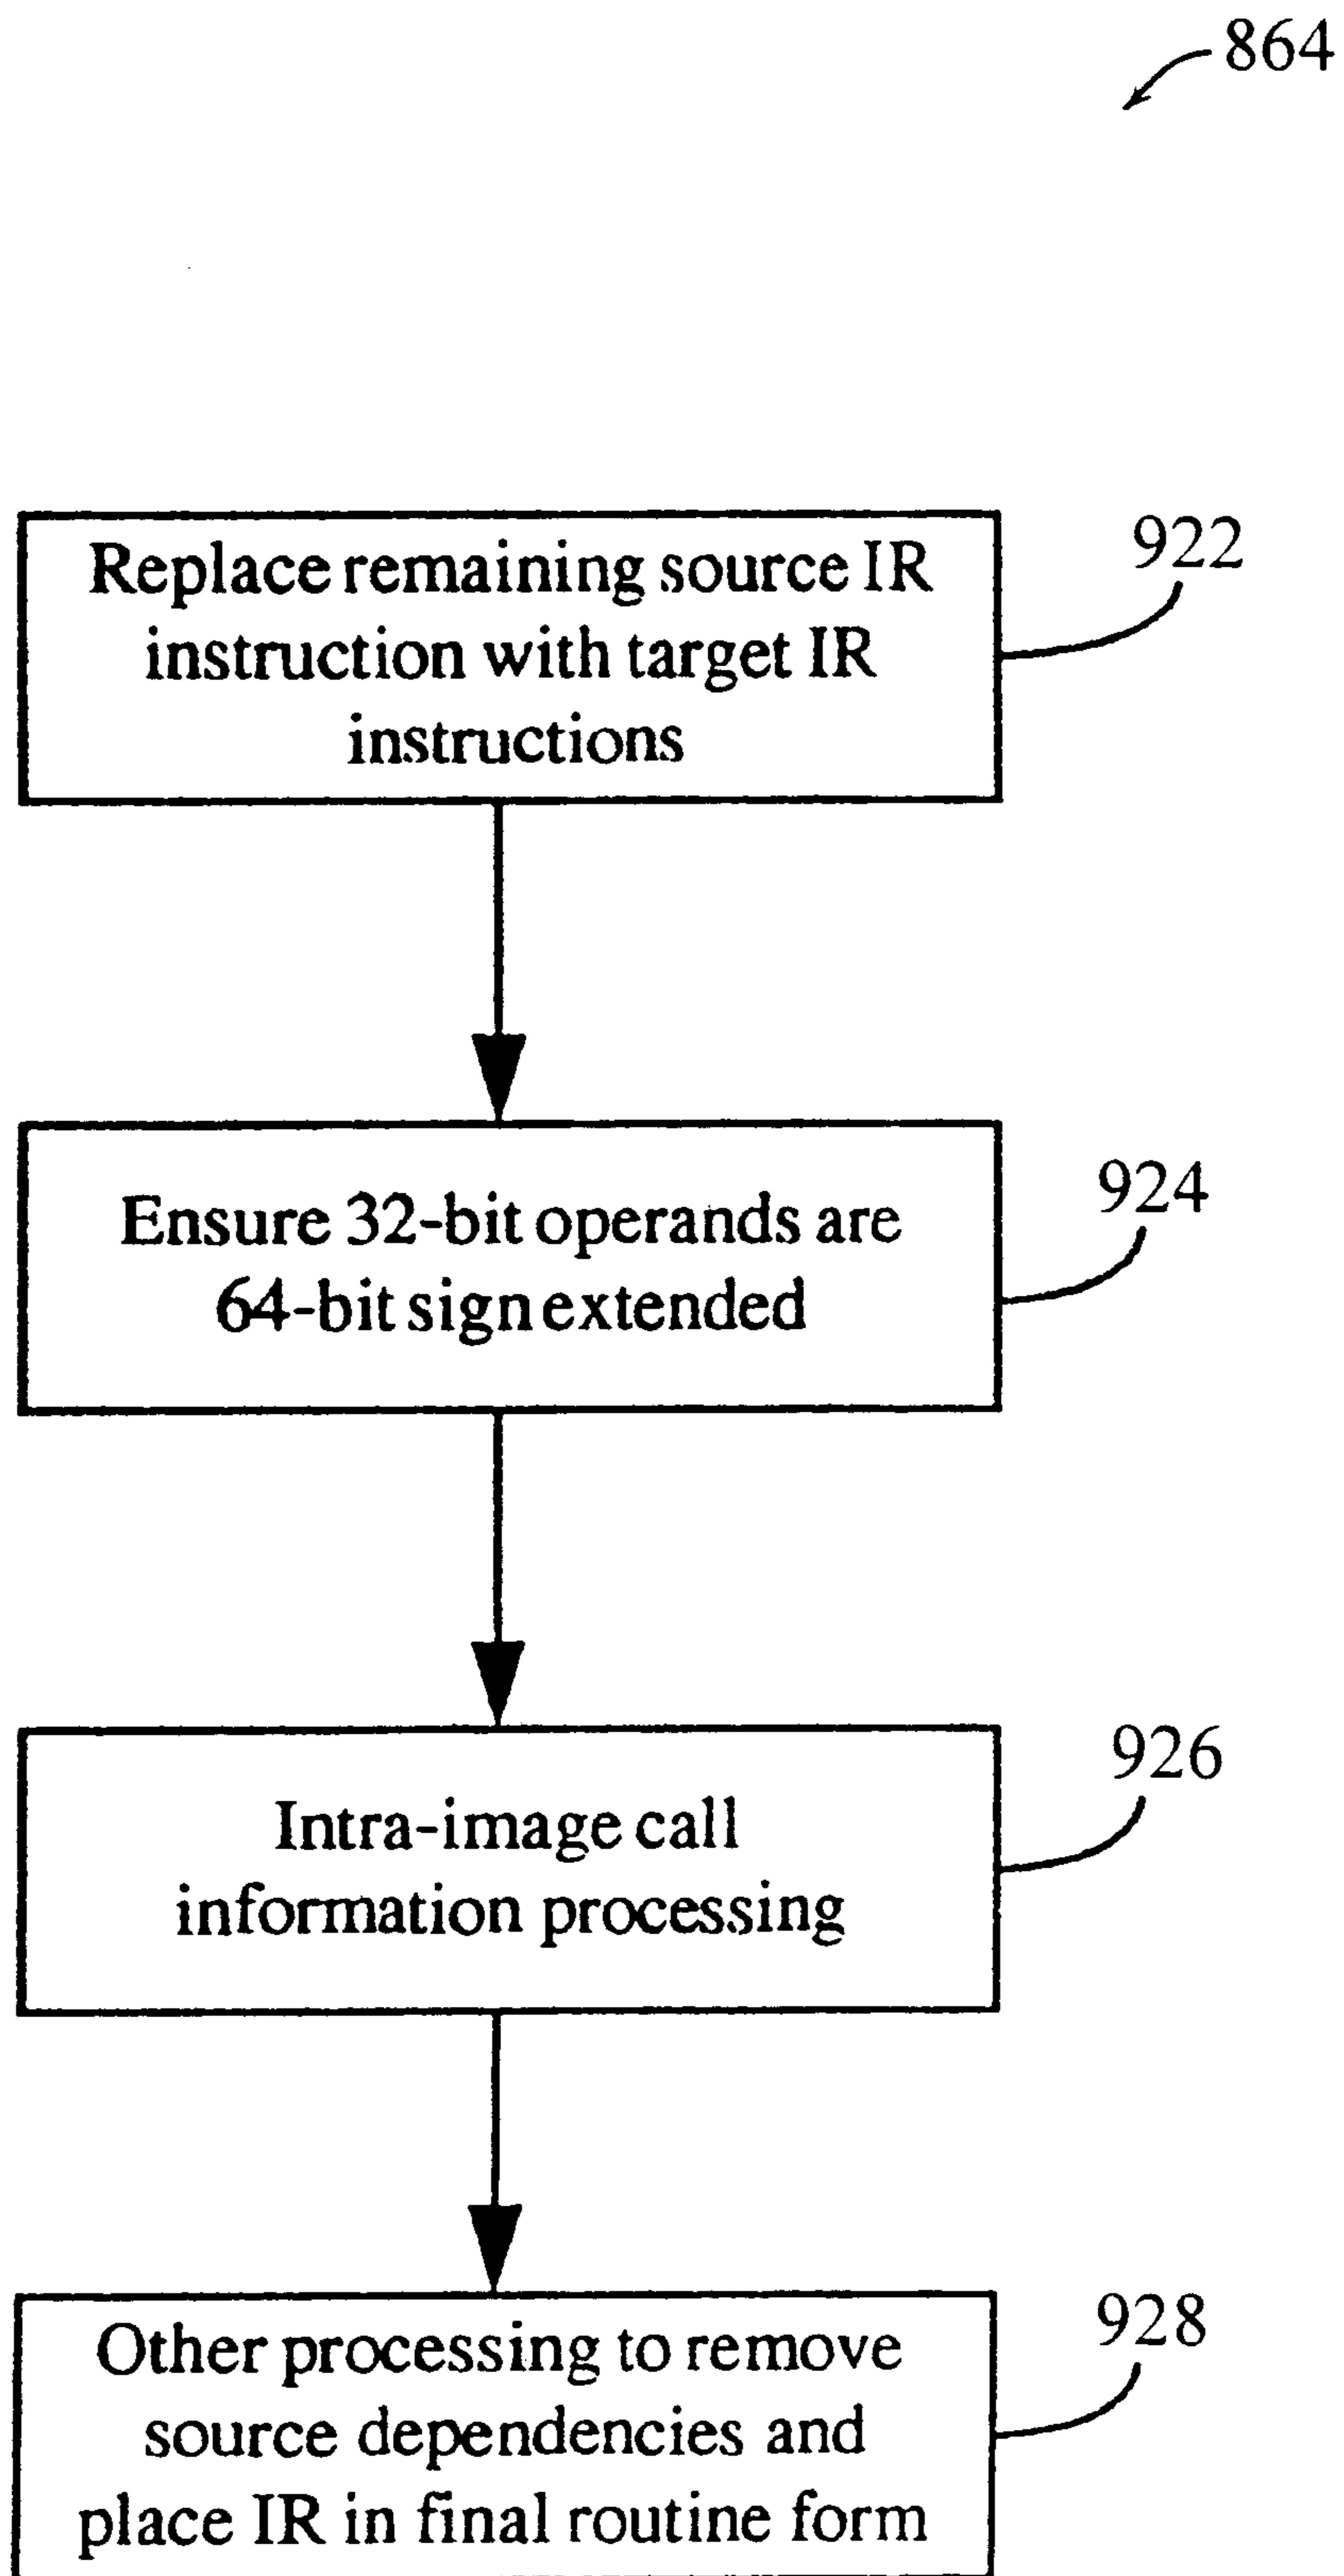 864
Replace remaining source IR
instruction with target IR
instructions
922
Ensure 32-bit operands are
64-bit sign extended
924
Intra-image call
information processing
926
Other processing to remove
source dependencies and
place IR in final routine form
928